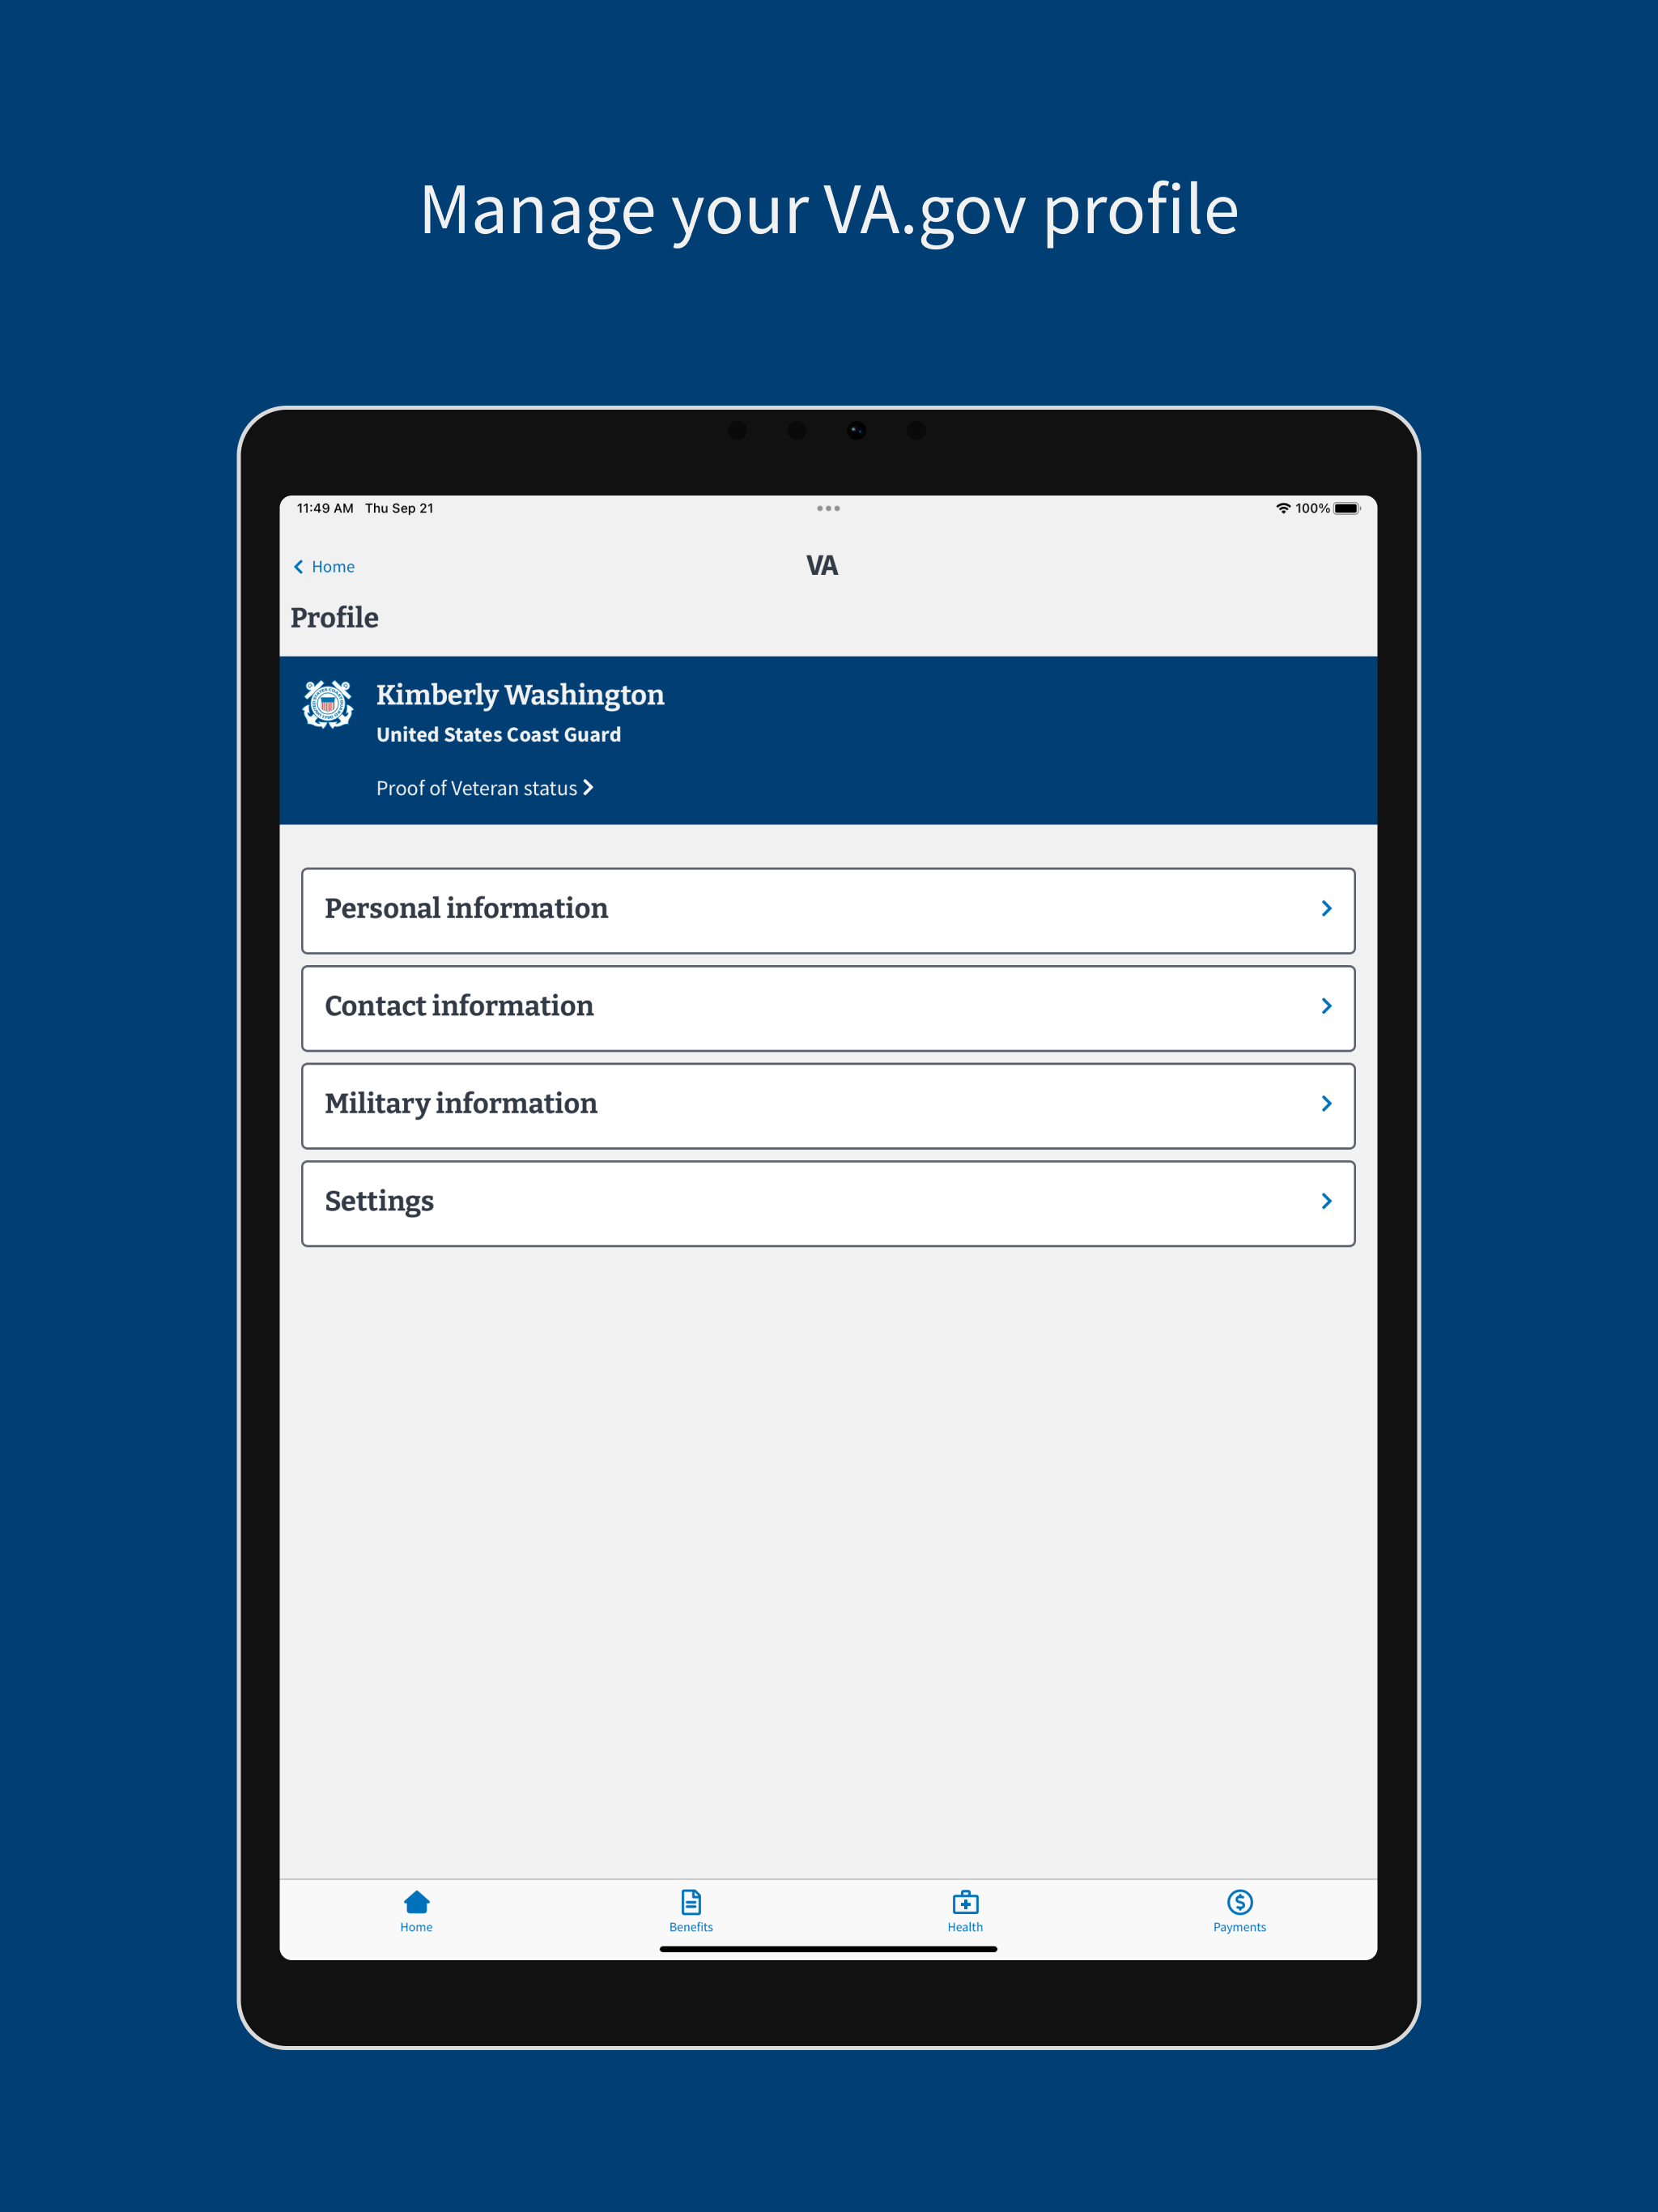 Manage your VA.gov profile
11:49 AM Thu Sep 21
100%
Home
VA
Profile
Kimberly Washington
United States Coast Guard
Proof of Veteran status
Personal information
Contact information
Military information
Settings
Home
Benefits
Health
Payments